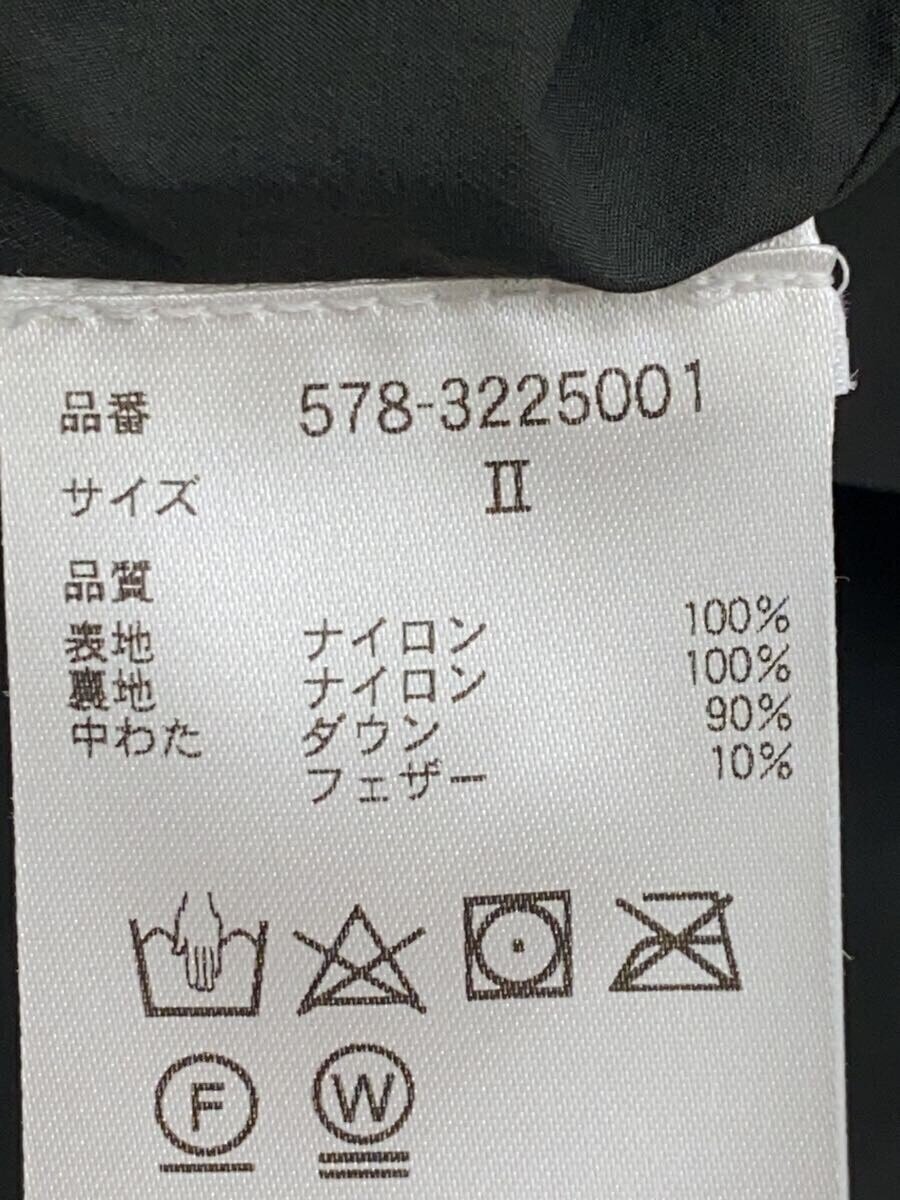 品番 578-3225001
サイズ II
品質
表地 ナイロン 100%
裏地 ナイロン 100%
中わた ダウン 90%
フェザー 10%
F W